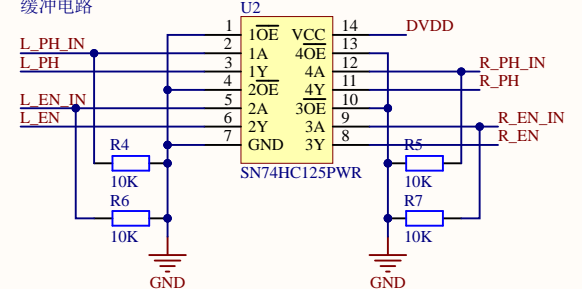 缓冲电路
U2
1 1OE VCC 14 DVDD
L_PH_IN 2 1A 4OE 13
L_PH 3 1Y 4A 12 R_PH_IN
4 2OE 4Y 11 R_PH
L_EN_IN 5 2A 3OE 10
L_EN 6 2Y 3A 9 R_EN_IN
7 GND 3Y 8 R_EN
R4 R5
SN74HC125PWR
10K 10K
R6 R7
10K 10K
GND GND